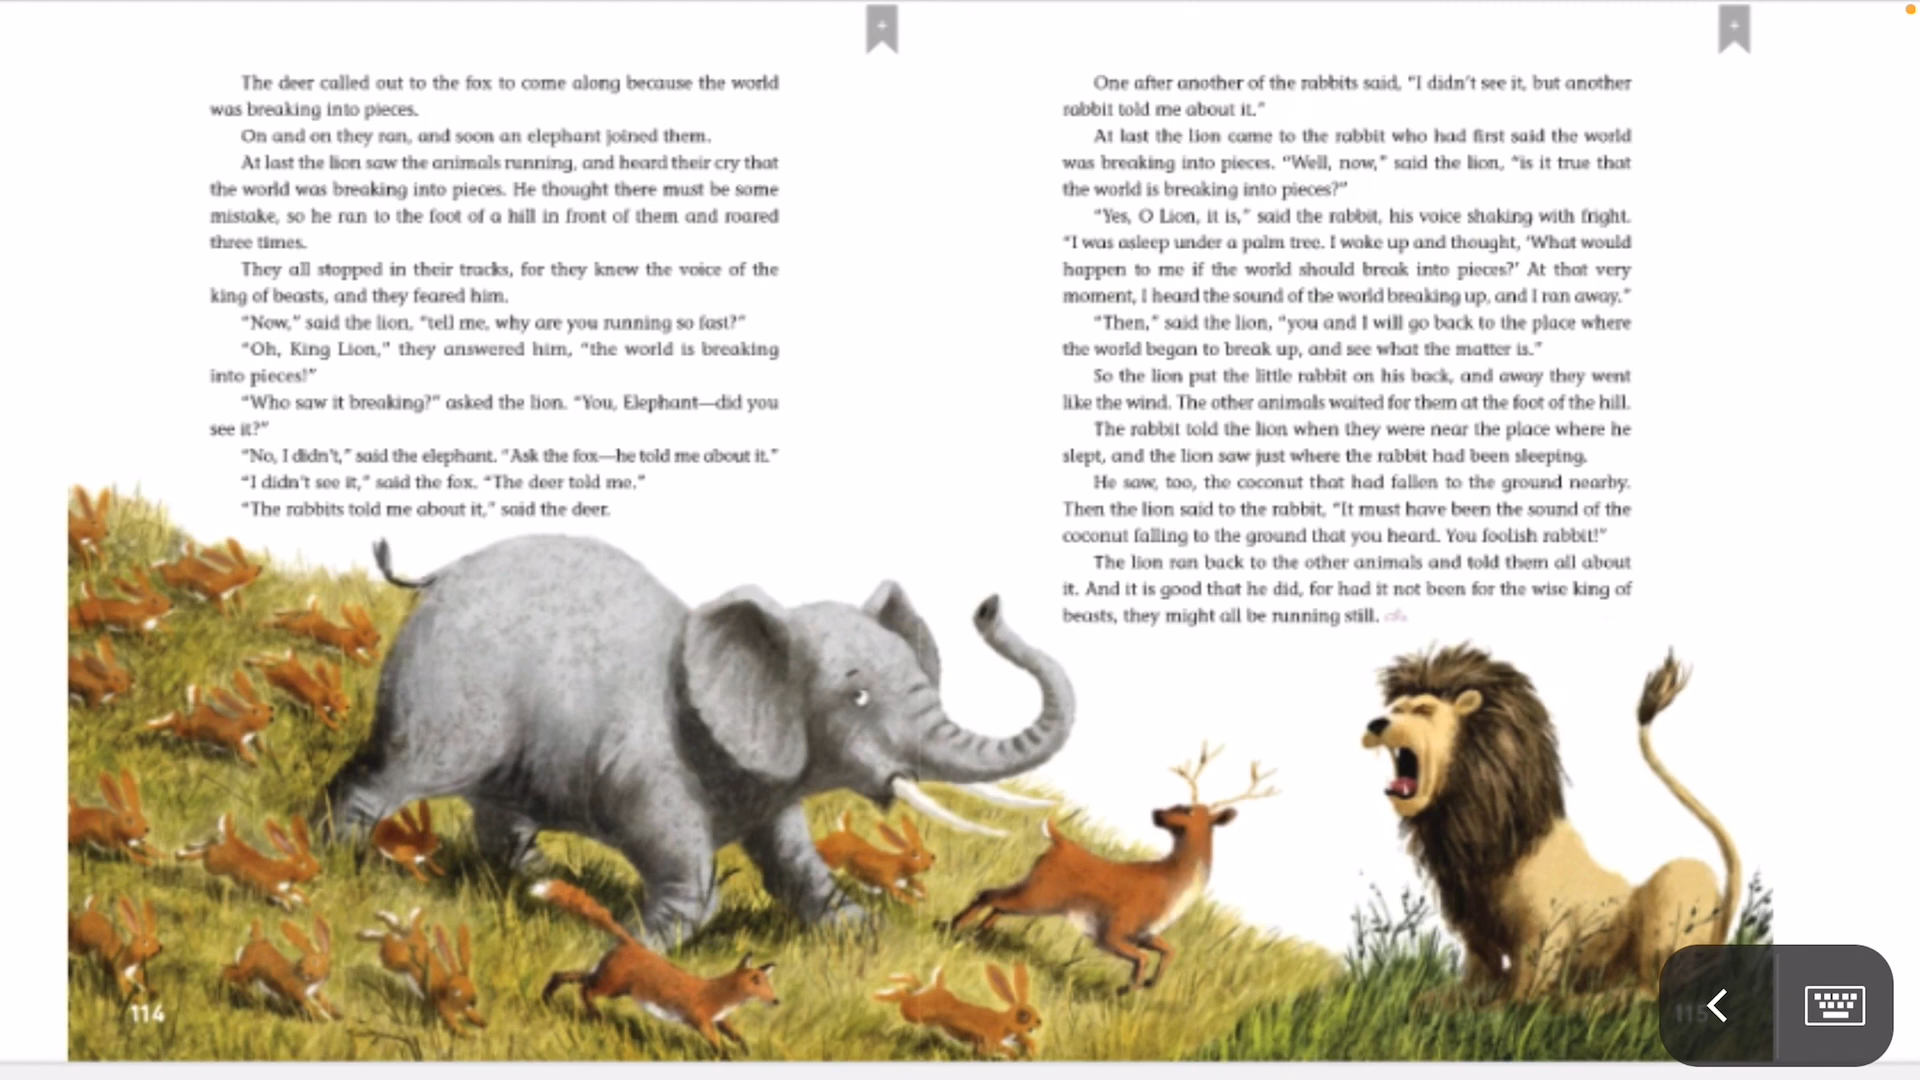 The deer called out to the fox to come along because the world
was breaking into pieces.
On and on they ran, and soon an elephant joined them.
At last the lion saw the animals running, and heard their cry that
the world was breaking into pieces. He thought there must be some
mistake, so he ran to the foot of a hill in front of them and roared
three times.
They all stopped in their tracks, for they knew the voice of the
king of beasts, and they feared him.
“Now,” said the lion, “tell me, why are you running so fast?”
“Oh, King Lion,” they answered him, “the world is breaking
into pieces!”
“Who saw it breaking?” asked the lion. “You, Elephant—did you
see it?”
“No, I didn’t,” said the elephant. “Ask the fox—he told me about it.”
“I didn’t see it,” said the fox. “The deer told me.”
“The rabbits told me about it,” said the deer.
114
One after another of the rabbits said, “I didn’t see it, but another
rabbit told me about it.”
At last the lion came to the rabbit who had first said the world
was breaking into pieces. “Well, now,” said the lion, “is it true that
the world is breaking into pieces?”
“Yes, O Lion, it is,” said the rabbit, his voice shaking with fright.
“I was asleep under a palm tree. I woke up and thought, ‘What would
happen to me if the world should break into pieces?’ At that very
moment, I heard the sound of the world breaking up, and I ran away.”
“Then,” said the lion, “you and I will go back to the place where
the world began to break up, and see what the matter is.”
So the lion put the little rabbit on his back, and away they went
like the wind. The other animals waited for them at the foot of the hill.
The rabbit told the lion when they were near the place where he
slept, and the lion saw just where the rabbit had been sleeping.
He saw, too, the coconut that had fallen to the ground nearby.
Then the lion said to the rabbit, “It must have been the sound of the
coconut falling to the ground that you heard. You foolish rabbit!”
The lion ran back to the other animals and told them all about
it. And it is good that he did, for had it not been for the wise king of
beasts, they might all be running still.
115